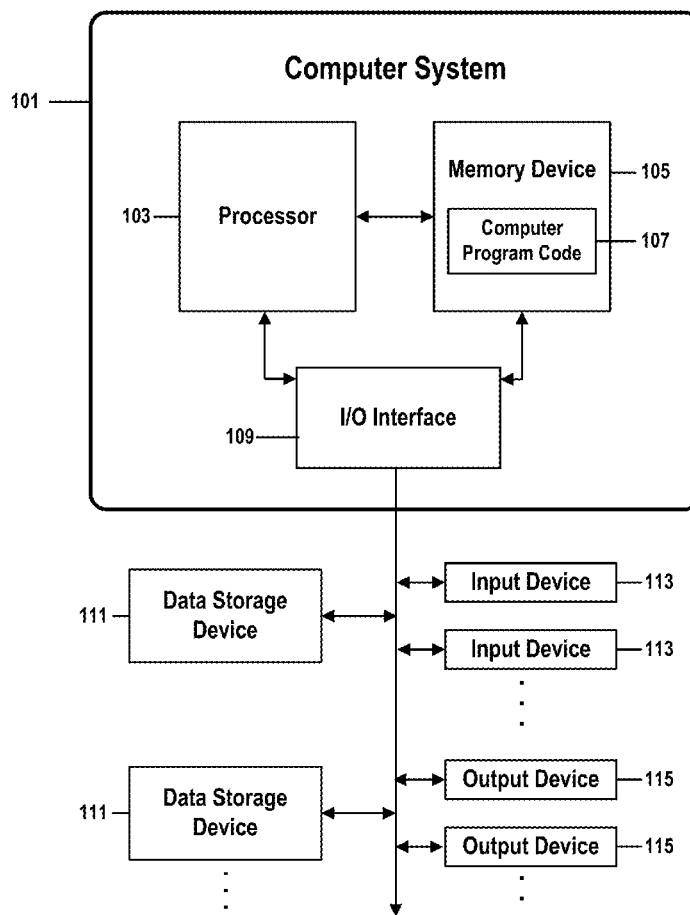 Computer System
101
Processor
103
Memory Device
105
Computer
Program Code
107
I/O Interface
109
Data Storage
Device
111
Input Device
113
Input Device
113
Data Storage
Device
111
Output Device
115
Output Device
115